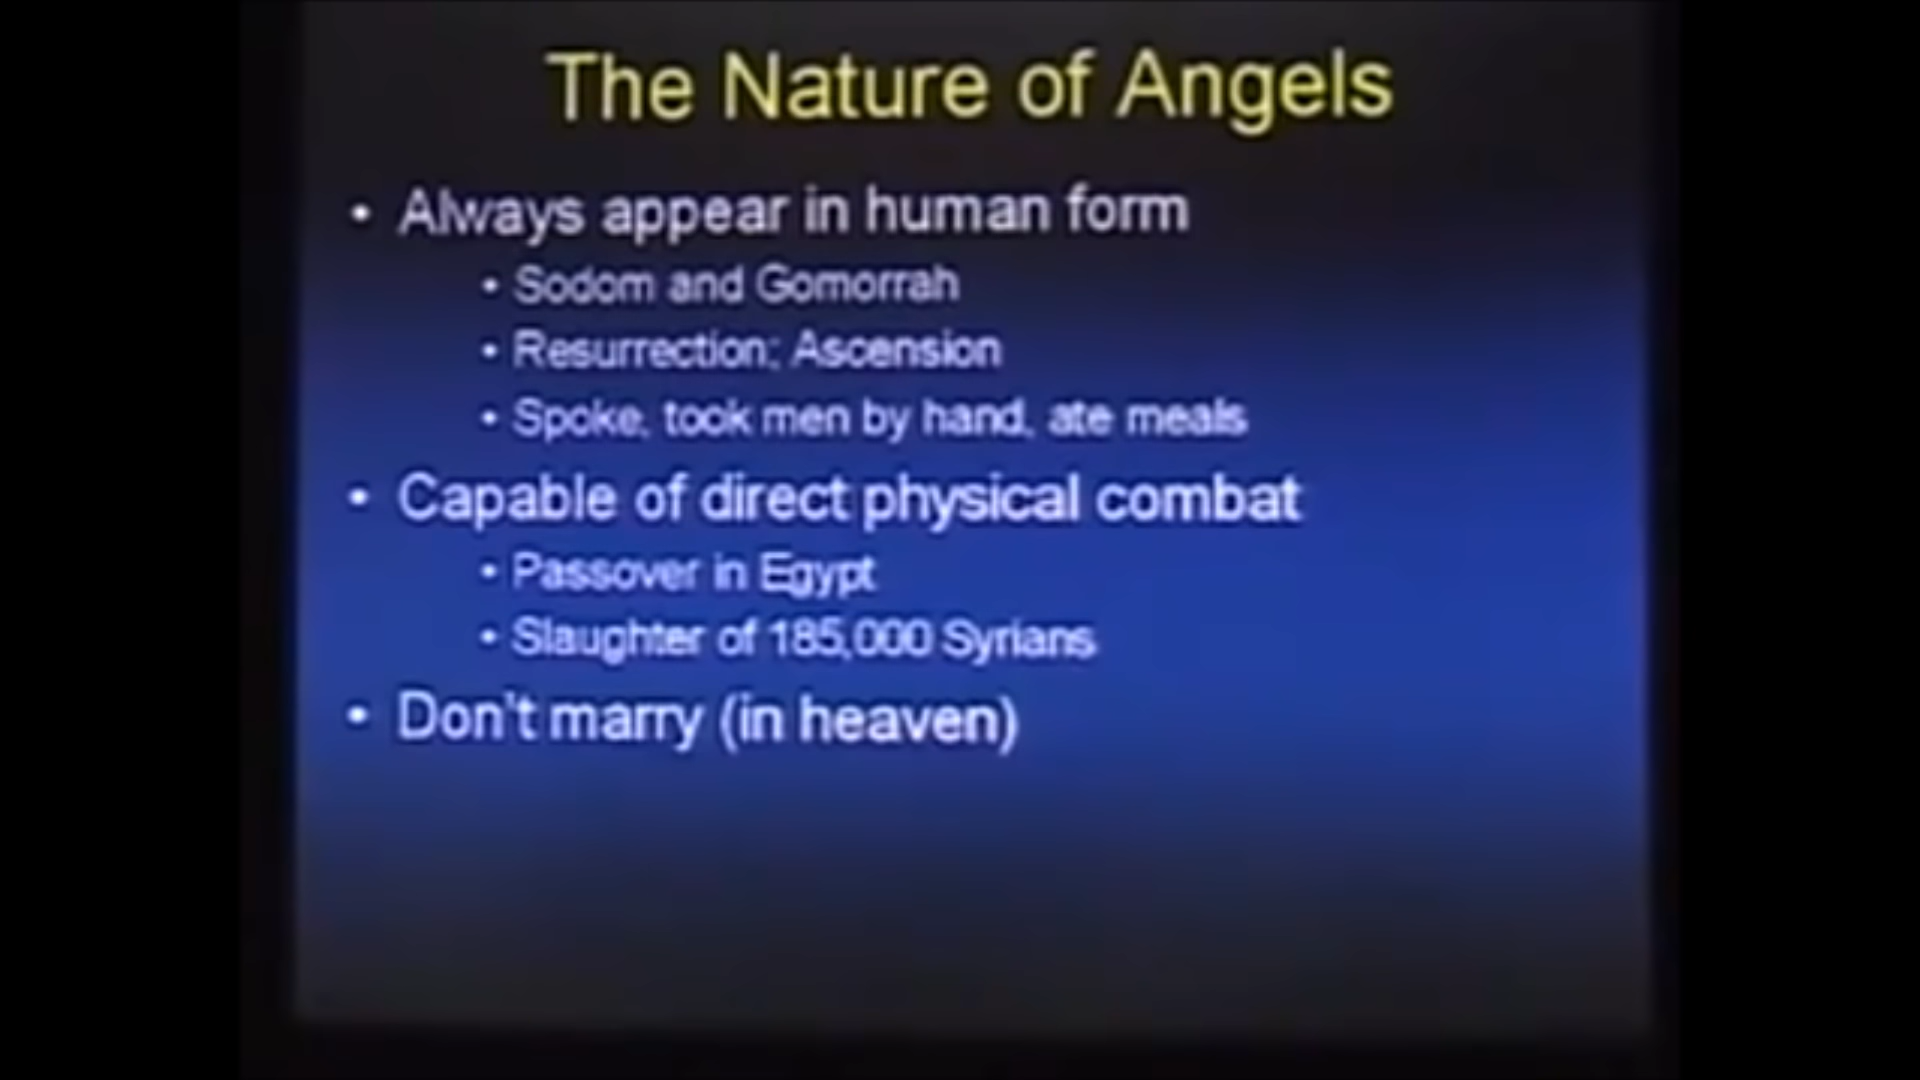 The Nature of Angels
• Always appear in human form
• Sodom and Gomorrah
• Resurrection; Ascension
• Spoke, took men by hand, ate meals
• Capable of direct physical combat
• Passover in Egypt
• Slaughter of 185,000 Syrians
• Don't marry (in heaven)